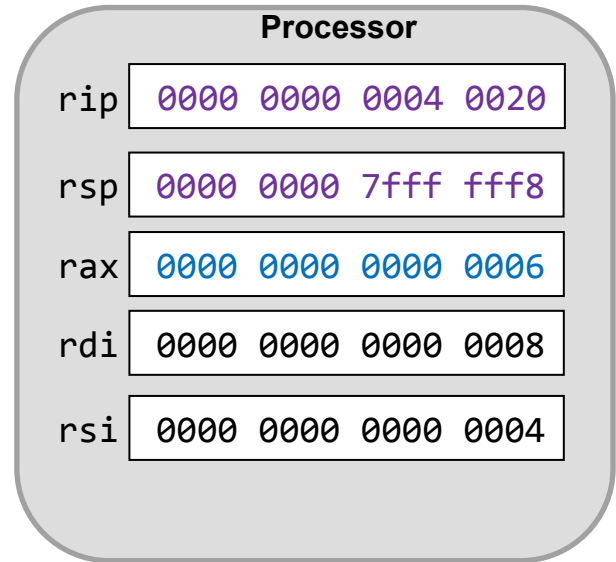 Processor
rip 0000 0000 0004 0020
rsp 0000 0000 7fff fff8
rax 0000 0000 0000 0006
rdi 0000 0000 0000 0008
rsi 0000 0000 0000 0004